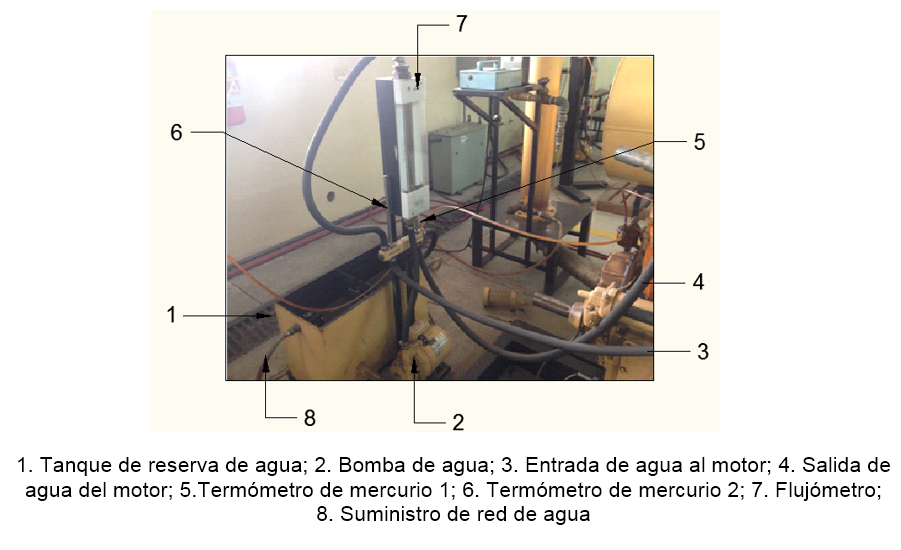 7
6
5
4
1
3
8
2
1. Tanque de reserva de agua; 2. Bomba de agua; 3. Entrada de agua al motor; 4. Salida de
agua del motor; 5.Termómetro de mercurio 1; 6. Termómetro de mercurio 2; 7. Flujómetro;
8. Suministro de red de agua